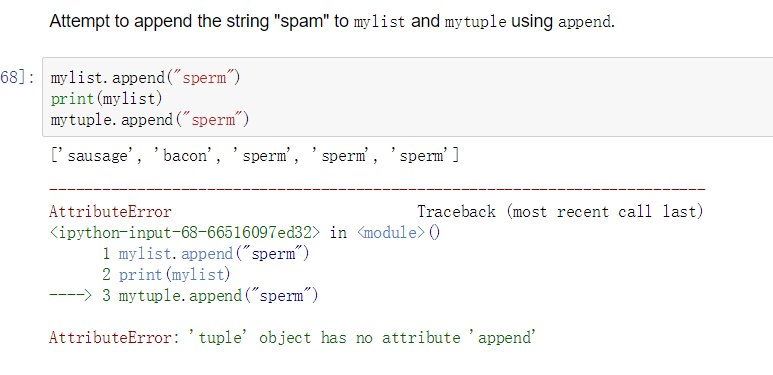 Attempt to append the string "spam" to mylist and mytuple using append.
68]: mylist.append("sperm")
print(mylist)
mytuple.append("sperm")
['sausage', 'bacon', 'sperm', 'sperm', 'sperm']
---------------------------------------------------------------------------
AttributeError Traceback (most recent call last)
<ipython-input-68-66516097ed32> in <module>()
1 mylist.append("sperm")
2 print(mylist)
----> 3 mytuple.append("sperm")
AttributeError: 'tuple' object has no attribute 'append'